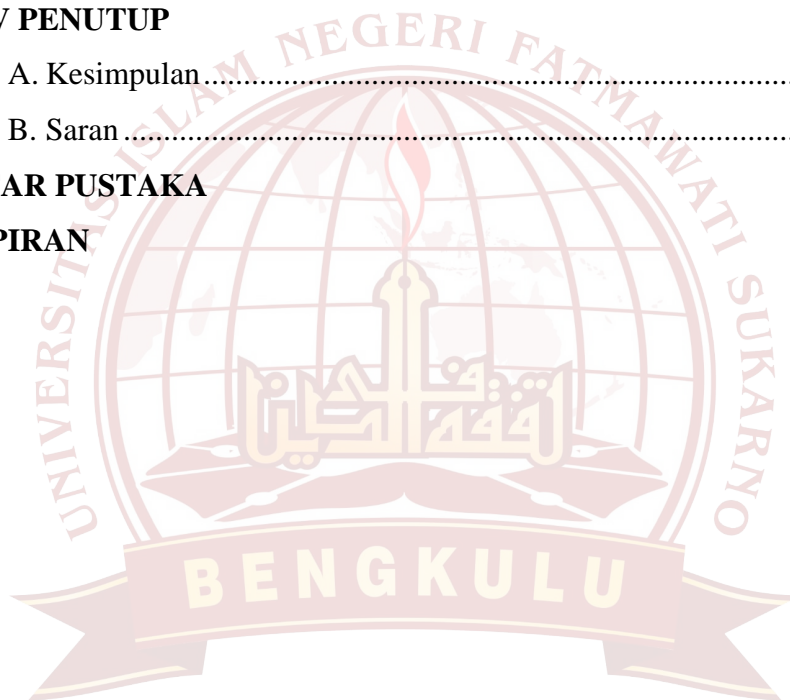 V PENUTUP
A. Kesimpulan
B. Saran
AR PUSTAKA
PIRAN
UNIVERSITAS ISLAM NEGERI FATMAWATI SUKARNO
BENGKULU